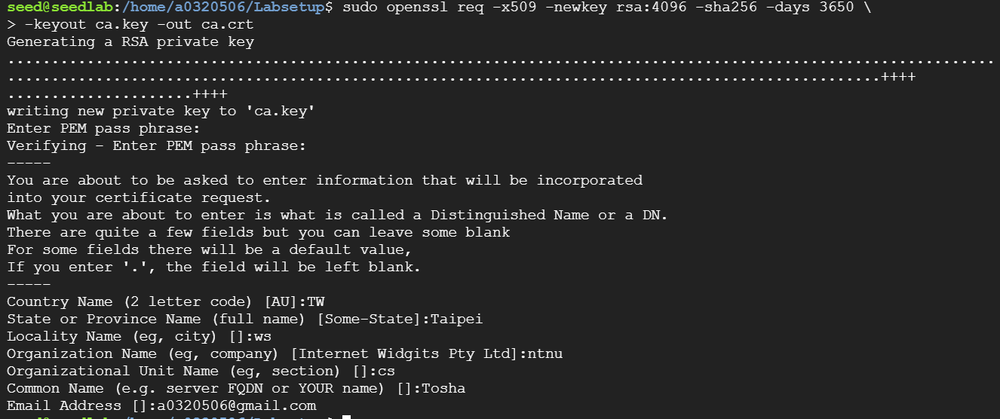 seed@seedlab:/home/a0320506/Labsetup$ sudo openssl req -x509 -newkey rsa:4096 -sha256 -days 3650 \
> -keyout ca.key -out ca.crt
Generating a RSA private key
................................................................................................................
...................................................................................................++++
.....................++++
writing new private key to 'ca.key'
Enter PEM pass phrase:
Verifying - Enter PEM pass phrase:
-----
You are about to be asked to enter information that will be incorporated
into your certificate request.
What you are about to enter is what is called a Distinguished Name or a DN.
There are quite a few fields but you can leave some blank
For some fields there will be a default value,
If you enter '.', the field will be left blank.
-----
Country Name (2 letter code) [AU]:TW
State or Province Name (full name) [Some-State]:Taipei
Locality Name (eg, city) []:ws
Organization Name (eg, company) [Internet Widgits Pty Ltd]:ntnu
Organizational Unit Name (eg, section) []:cs
Common Name (e.g. server FQDN or YOUR name) []:Tosha
Email Address []:a0320506@gmail.com
seed@seedlab:/home/a0320506/Labsetup$